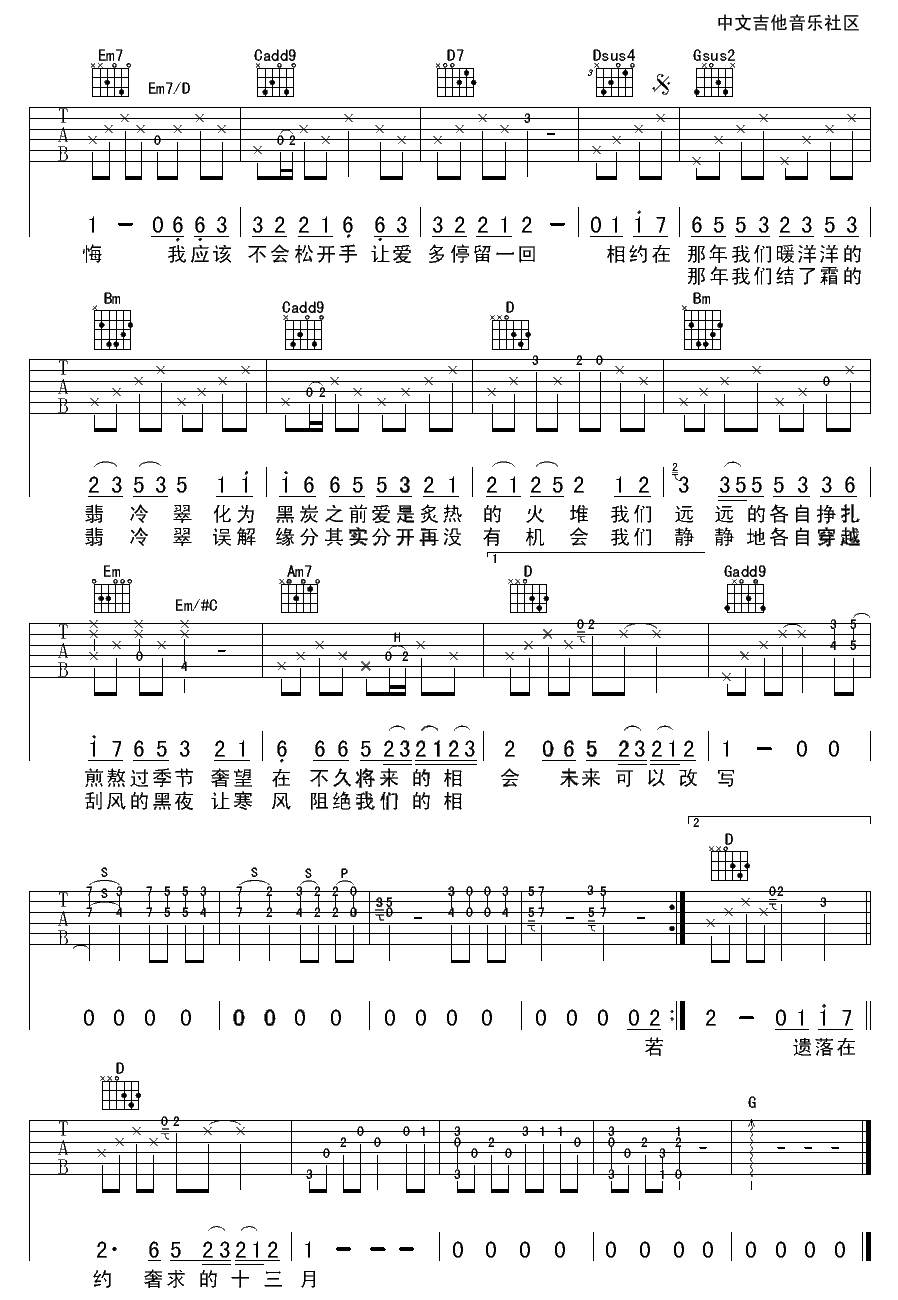 中文吉他音乐社区
Em7 Em7/D Cadd9 D7 Dsus4 Gsus2
1 - 0 6 6 3 3 2 2 1 6 6 3 3 2 2 1 2 - 0 1 1 7 6 5 5 3 2 3 5 3
悔 我应该 不会松开手 让爱 多停留一回 相约在 那年我们暖洋洋的
那年我们结了霜的
Bm Cadd9 D Bm
2 3 5 3 5 1 1 1 6 6 5 5 3 2 1 2 1 2 5 2 1 2 3 3 5 5 5 3 3 6
翡 冷 翠 化为 黑炭之前爱是炙热 的 火 堆 我们 远 远的各自挣扎
翡 冷 翠 误解 缘分其实分开再没 有 机 会 我们 静 静地各自穿越
1
Em Em/#C Am7 H D Gadd9
1 7 6 5 3 2 1 6 6 6 5 2 3 2 1 2 3 2 0 6 5 2 3 2 1 2 1 - 0 0
煎熬过季节 奢望 在 不久将来的 相 会 未来 可以改 写
刮风的黑夜 让寒 风 阻绝我们的 相
2
S S S S P D
0 0 0 0 0 0 0 0 0 0 0 0 0 0 0 0 2 2 - 0 1 1 7
若 遗落在
D G
2· 6 5 2 3 2 1 2 1 - - - 0 0 0 0 0 0 0 0 0 0 0 0
约 奢求 的 十 三 月